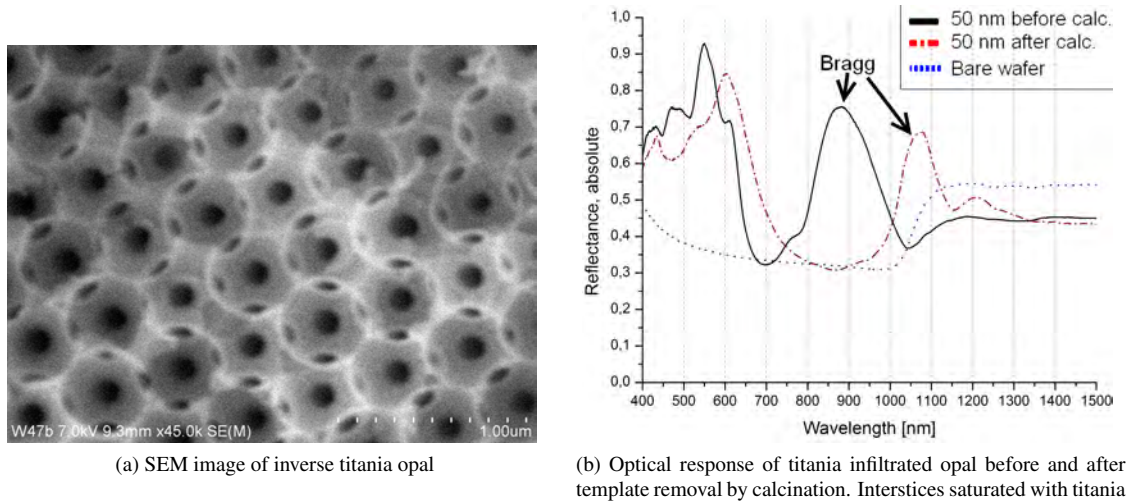 W47b 7.0kV 9.3mm x45.0k SE(M)
1.00um
(a) SEM image of inverse titania opal
50 nm before calc.
50 nm after calc.
Bare wafer
Bragg
Reflectance, absolute
1,0
0,9
0,8
0,7
0,6
0,5
0,4
0,3
0,2
0,1
0,0
400 500 600 700 800 900 1000 1100 1200 1300 1400 1500
Wavelength [nm]
(b) Optical response of titania infiltrated opal before and after
template removal by calcination. Interstices saturated with titania